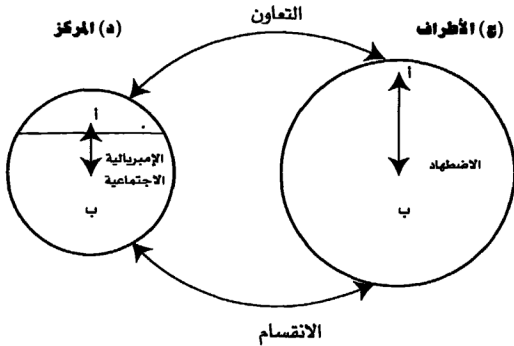 التعاون
(ع) الأطراف
(د) المركز
أ
أ
الإمبريالية
الاجتماعية
الاضطهاد
ب
ب
الانقسام